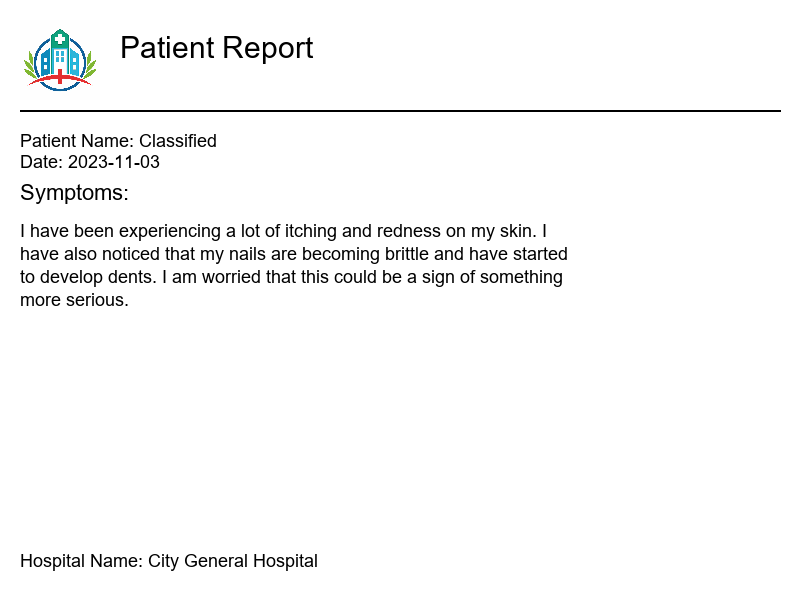 Patient Report
Patient Name: Classified
Date: 2023-11-03
Symptoms:
I have been experiencing a lot of itching and redness on my skin. I
have also noticed that my nails are becoming brittle and have started
to develop dents. I am worried that this could be a sign of something
more serious.
Hospital Name: City General Hospital